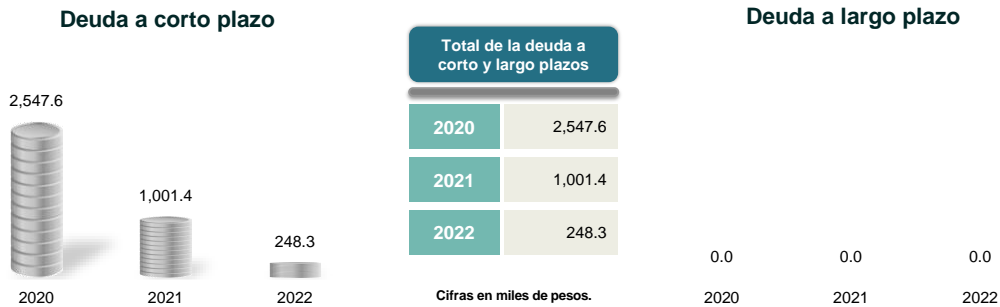 Deuda a corto plazo
2,547.6
1,001.4
248.3
2020 2021 2022
Total de la deuda a
corto y largo plazos
2020 2,547.6
2021 1,001.4
2022 248.3
Cifras en miles de pesos.
Deuda a largo plazo
0.0 0.0 0.0
2020 2021 2022